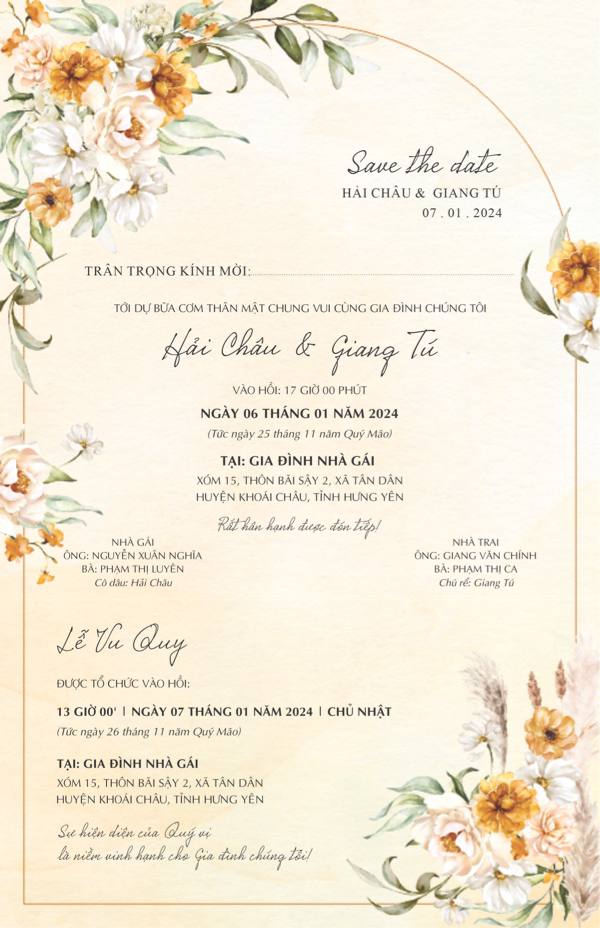 Save the date
HẢI CHÂU & GIANG TÚ
07 . 01 . 2024
TRÂN TRỌNG KÍNH MỜI:
TỚI DỰ BỮA CƠM THÂN MẬT CHUNG VUI CÙNG GIA ĐÌNH CHÚNG TÔI
Hải Châu & Giang Tú
VÀO HỒI: 17 GIỜ 00 PHÚT
NGÀY 06 THÁNG 01 NĂM 2024
(Tức ngày 25 tháng 11 năm Quý Mão)
TẠI: GIA ĐÌNH NHÀ GÁI
XÓM 15, THÔN BÃI SẬY 2, XÃ TÂN DÂN
HUYỆN KHOÁI CHÂU, TỈNH HƯNG YÊN
Rất hân hạnh được đón tiếp!
NHÀ GÁI
ÔNG: NGUYỄN XUÂN NGHĨA
BÀ: PHẠM THỊ LUYÊN
Cô dâu: Hải Châu
NHÀ TRAI
ÔNG: GIANG VĂN CHÍNH
BÀ: PHẠM THỊ CA
Chú rể: Giang Tú
Lễ Vu Quy
ĐƯỢC TỔ CHỨC VÀO HỒI:
13 GIỜ 00' | NGÀY 07 THÁNG 01 NĂM 2024 | CHỦ NHẬT
(Tức ngày 26 tháng 11 năm Quý Mão)
TẠI: GIA ĐÌNH NHÀ GÁI
XÓM 15, THÔN BÃI SẬY 2, XÃ TÂN DÂN
HUYỆN KHOÁI CHÂU, TỈNH HƯNG YÊN
Sự hiện diện của Quý vị
là niềm vinh hạnh cho Gia đình chúng tôi!